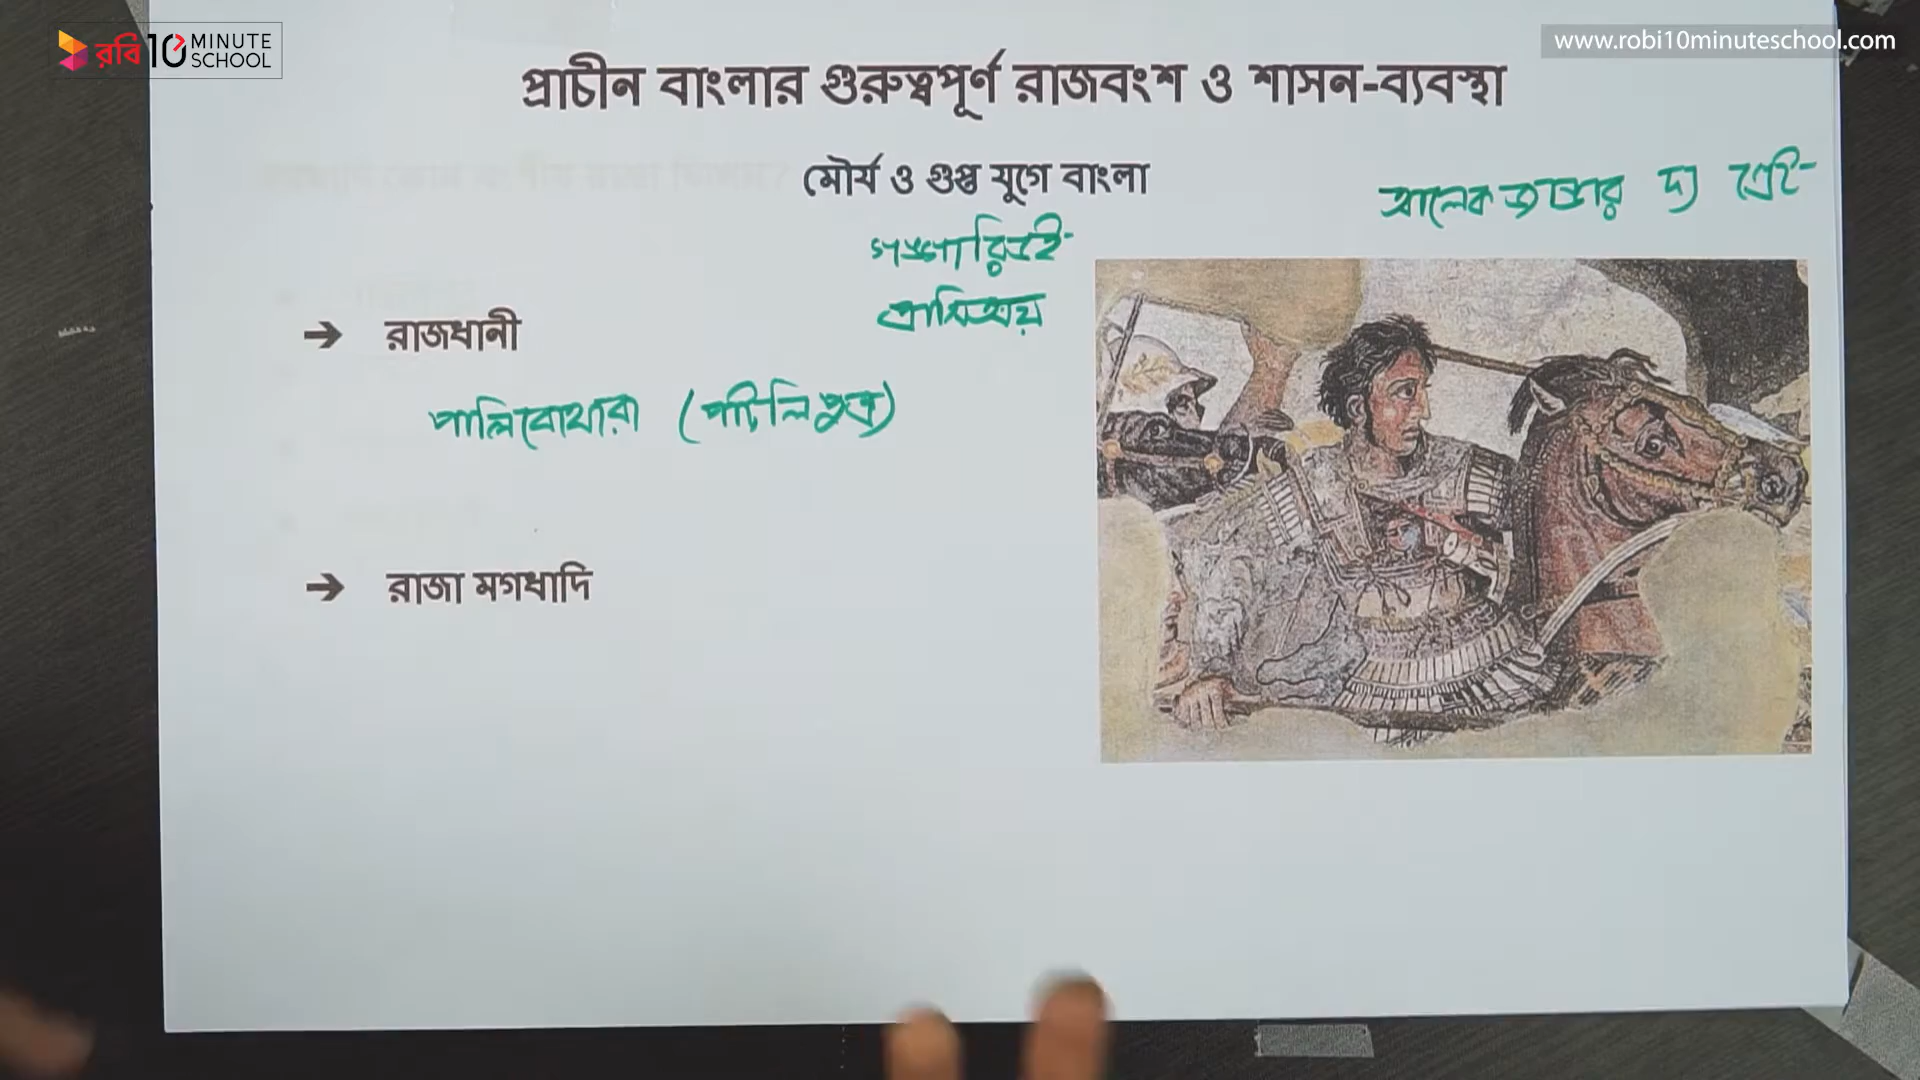 রবি 10 MINUTE SCHOOL
www.robi10minuteschool.com
প্রাচীন বাংলার গুরুত্বপূর্ণ রাজবংশ ও শাসন-ব্যবস্থা
মৌর্য ও গুপ্ত যুগে বাংলা
আলেকজান্ডার দ্য গ্রেট
গঙ্গারিডই
প্রাসিঅয়
➔ রাজধানী
পালিবোথারা (পাটলিপুত্র)
➔ রাজা মগধাদি